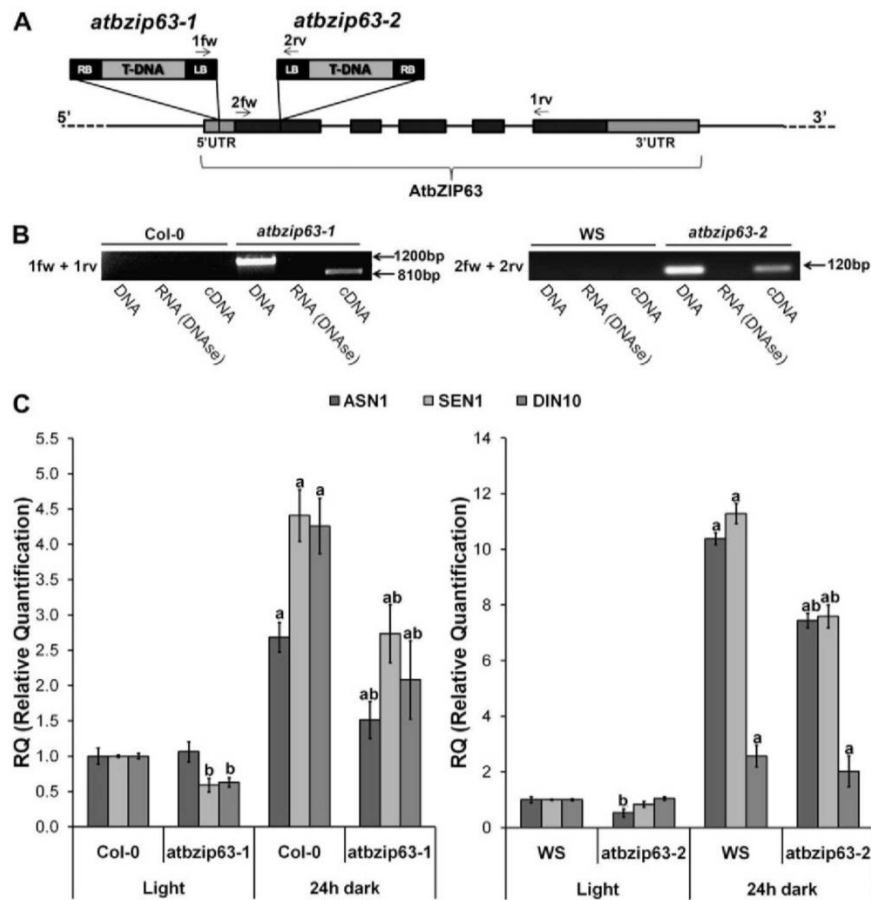 A
atbzip63-1
atbzip63-2
1fw
2rv
RB T-DNA LB
LB T-DNA RB
2fw
1rv
5'
3'
5'UTR
3'UTR
AtbZIP63
B
Col-0
atbzip63-1
1fw + 1rv
1200bp
810bp
DNA
RNA (DNAse)
cDNA
DNA
RNA (DNAse)
cDNA
WS
atbzip63-2
2fw + 2rv
120bp
DNA
RNA (DNAse)
cDNA
DNA
RNA (DNAse)
cDNA
C
ASN1 SEN1 DIN10
RQ (Relative Quantification)
5.5
5.0
4.5
4.0
3.5
3.0
2.5
2.0
1.5
1.0
0.5
0.0
b b
a a a
ab ab ab
Col-0 atbzip63-1 Col-0 atbzip63-1
Light 24h dark
RQ (Relative Quantification)
14
12
10
8
6
4
2
0
b
a a a
ab ab a
WS atbzip63-2 WS atbzip63-2
Light 24h dark